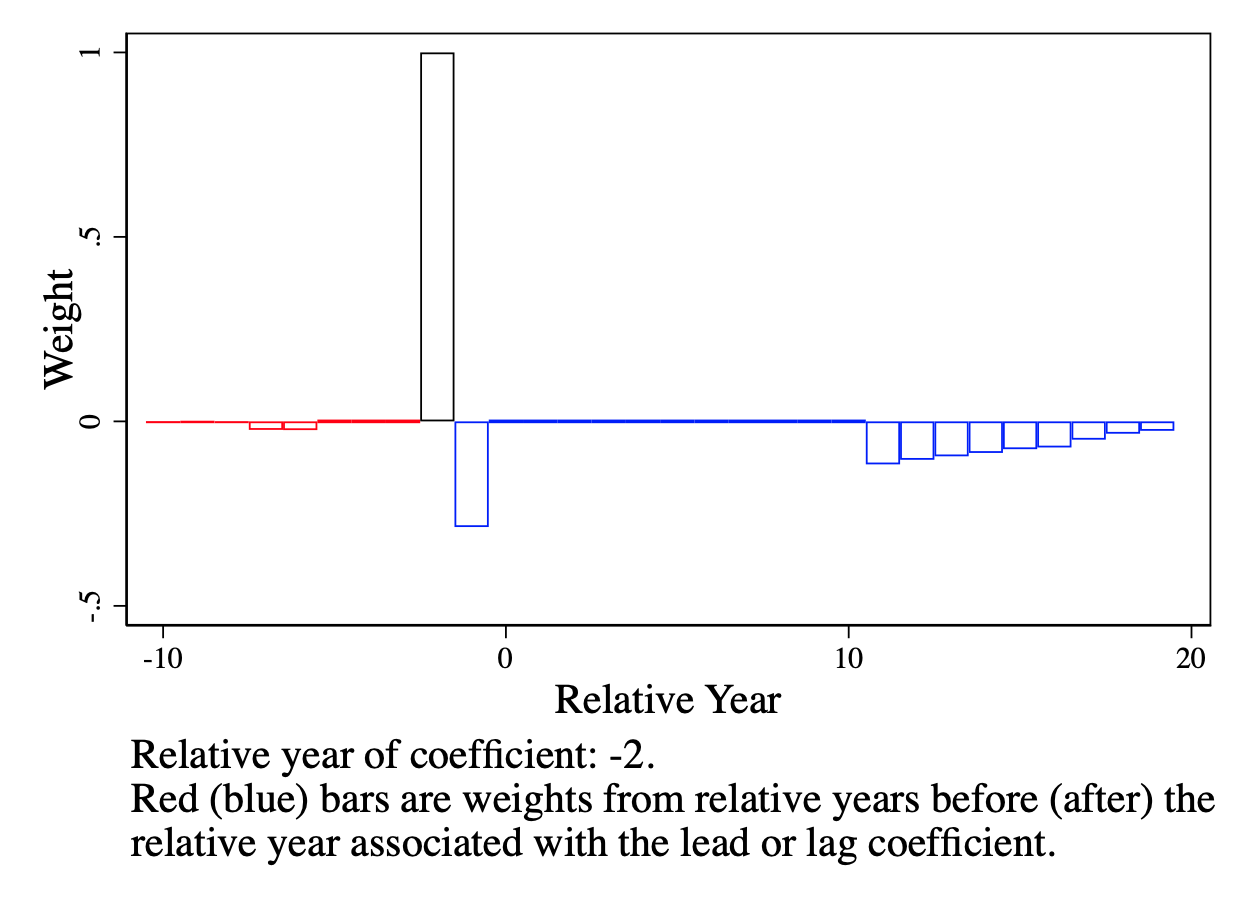 1
.5
0
-.5
Weight
-10 0 10 20
Relative Year
Relative year of coefficient: -2.
Red (blue) bars are weights from relative years before (after) the
relative year associated with the lead or lag coefficient.